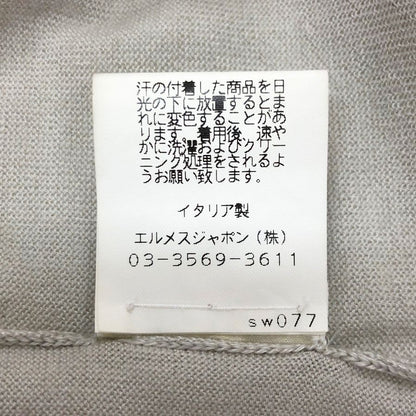 汗の付着した商品を日
光の下に放置するとま
れに変色することがあ
ります。着用後、速や
かに洗濯およびクリー
ニング処理をされるよ
うお願い致します。
イタリア製
エルメスジャポン(株)
03-3569-3611
sw077